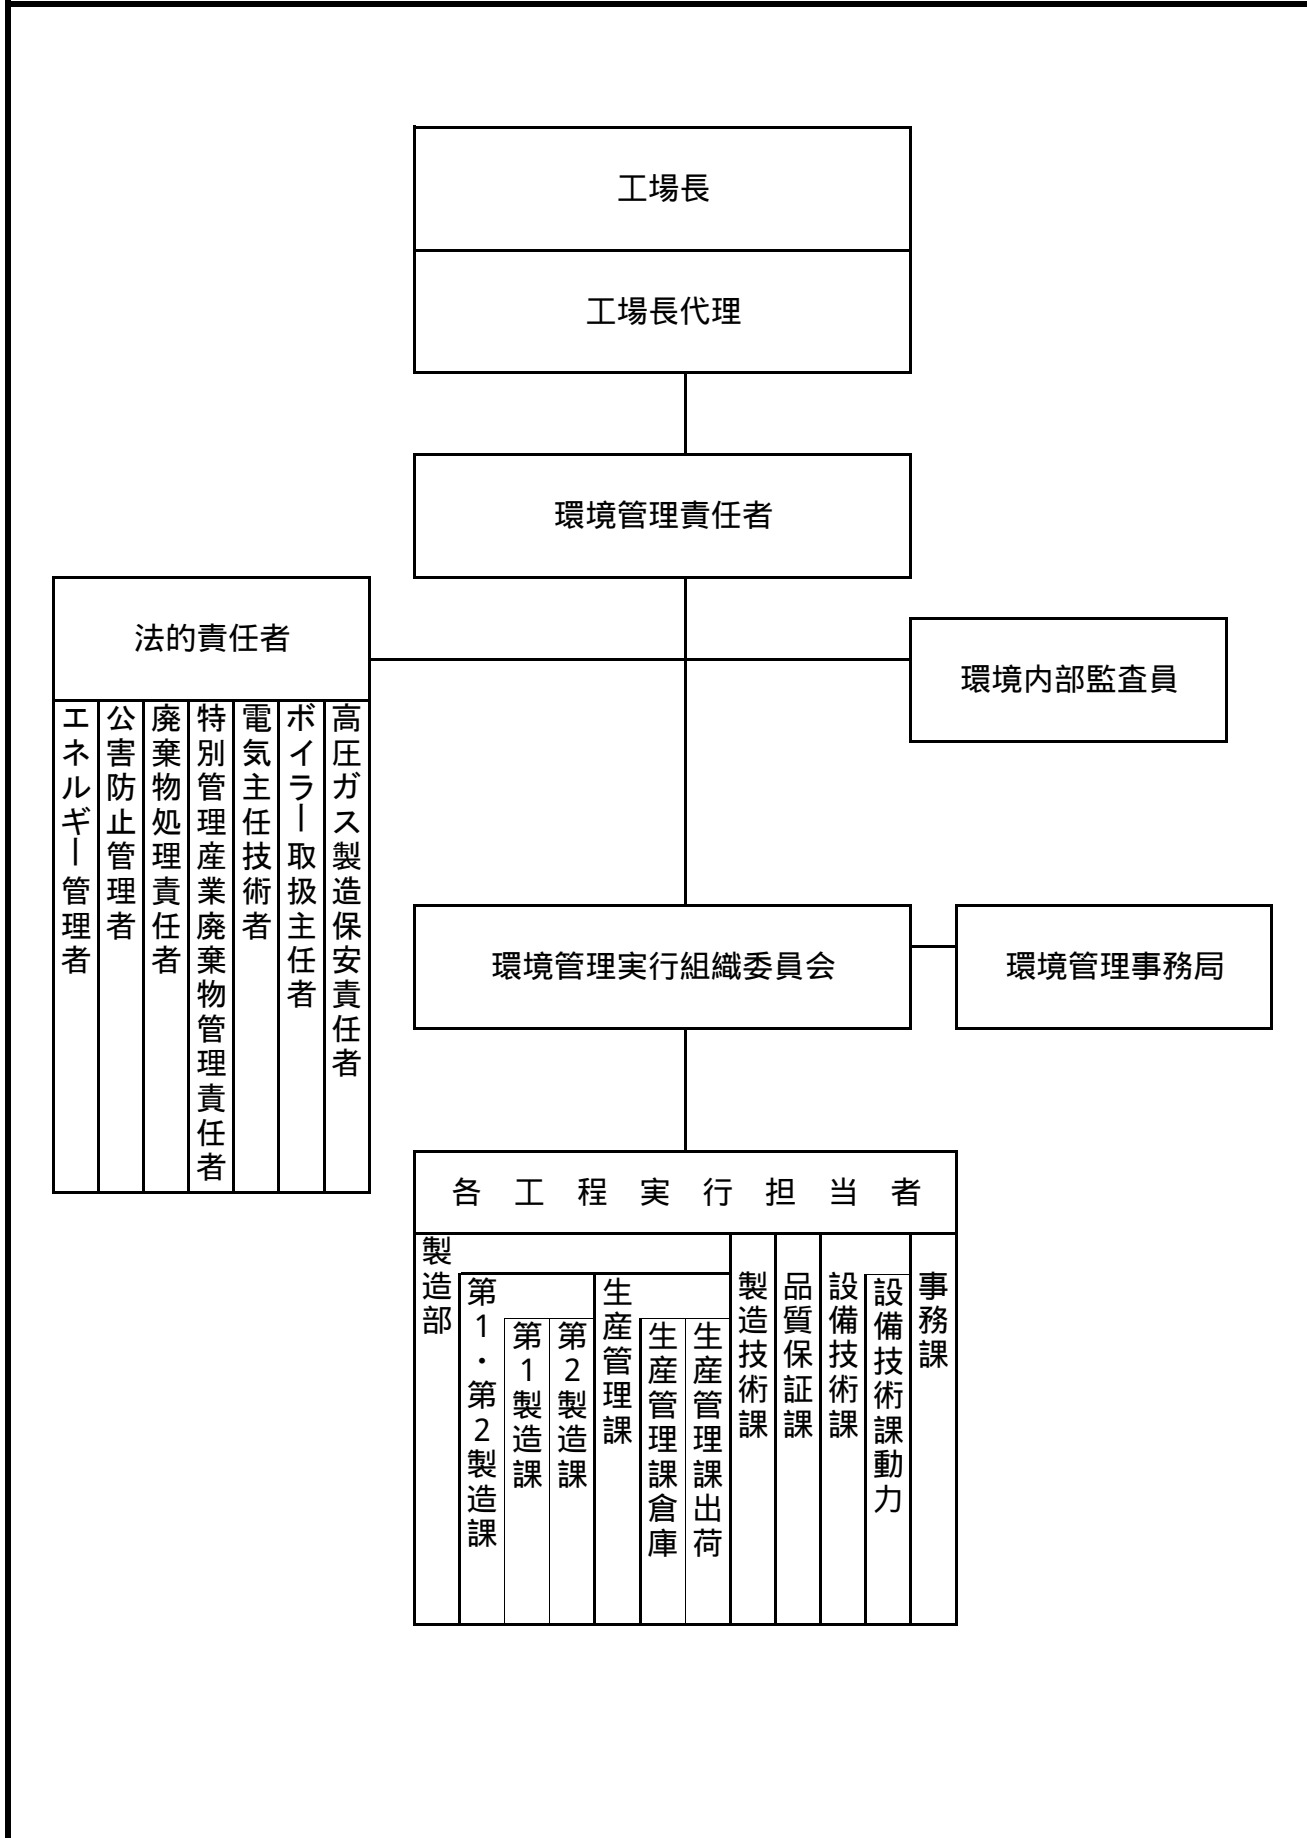 工場長
工場長代理
環境管理責任者
法的責任者
環境内部監査員
エネルギー管理者
公害防止管理者
廃棄物処理責任者
特別管理産業廃棄物管理責任者
電気主任技術者
ボイラー取扱主任者
高圧ガス製造保安責任者
環境管理実行組織委員会
環境管理事務局
各工程実行担当者
製造部
第1・第2製造課
第1製造課
第2製造課
生産管理課
生産管理課倉庫
生産管理課出荷
製造技術課
品質保証課
設備技術課
設備技術課動力
事務課